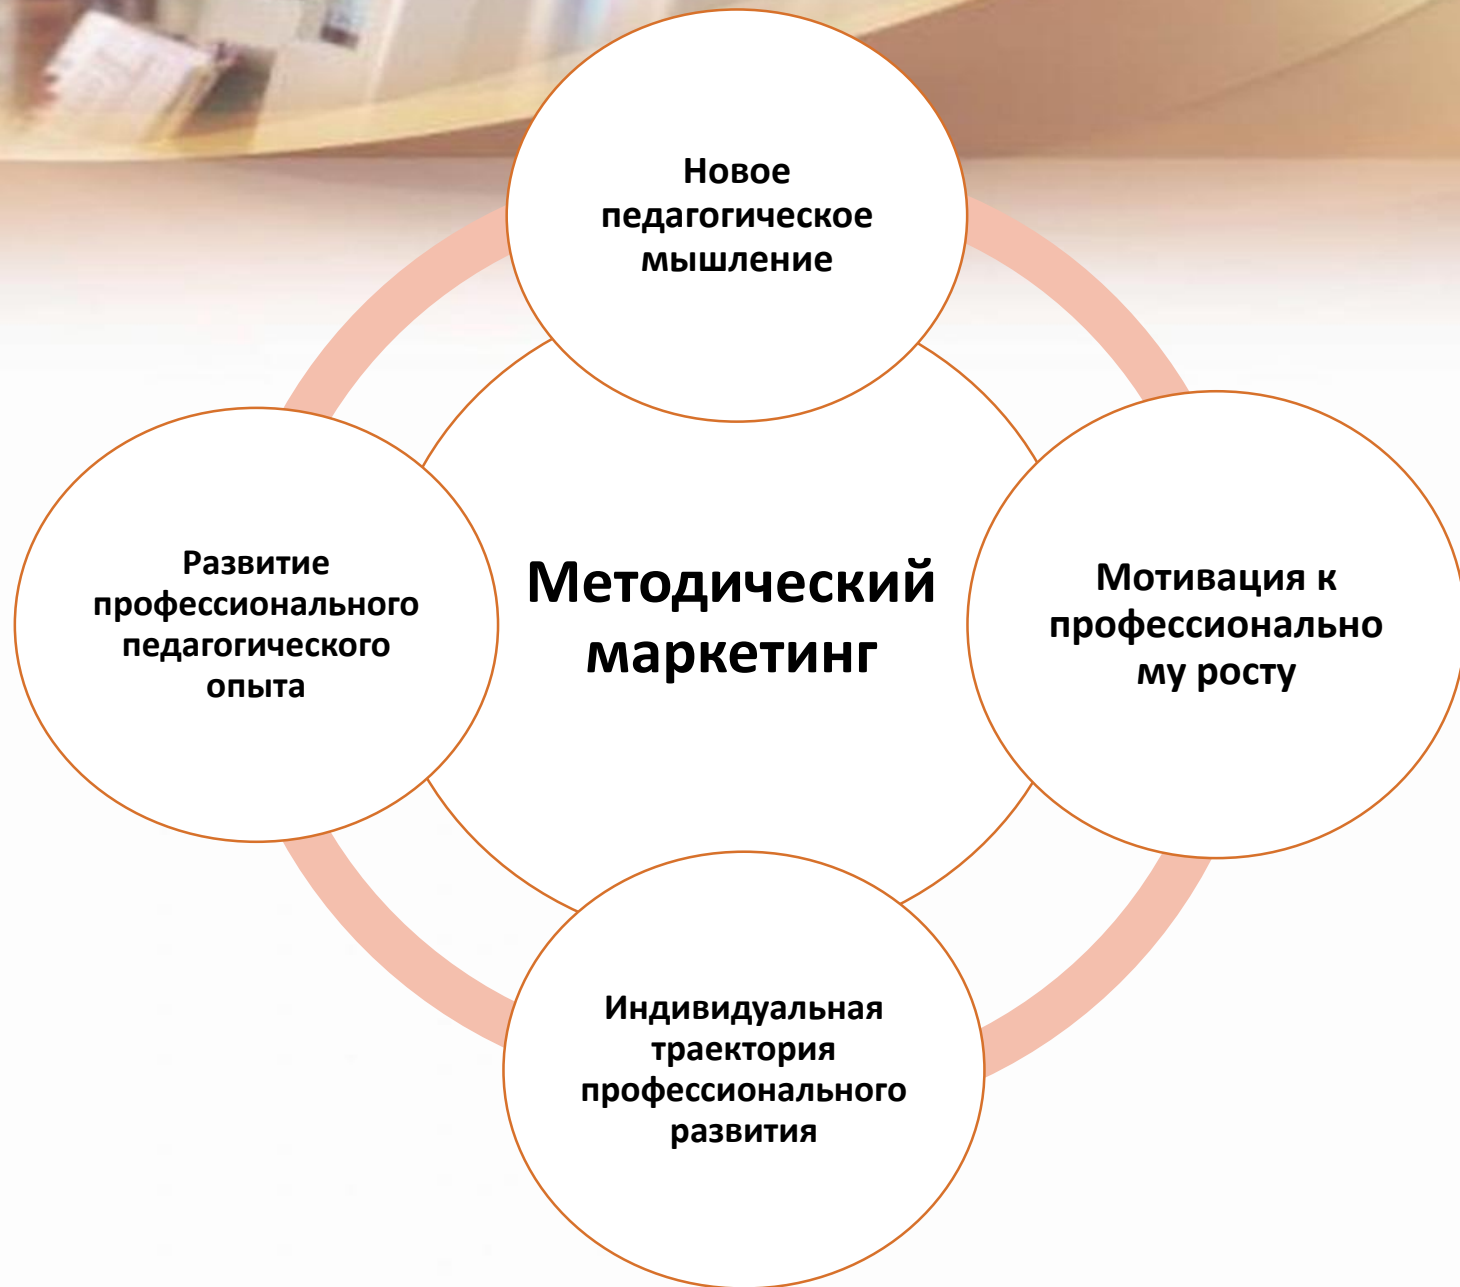 Новое
педагогическое
мышление
Развитие
профессионального
педагогического
опыта
Методический
маркетинг
Мотивация к
профессионально
му росту
Индивидуальная
траектория
профессионального
развития